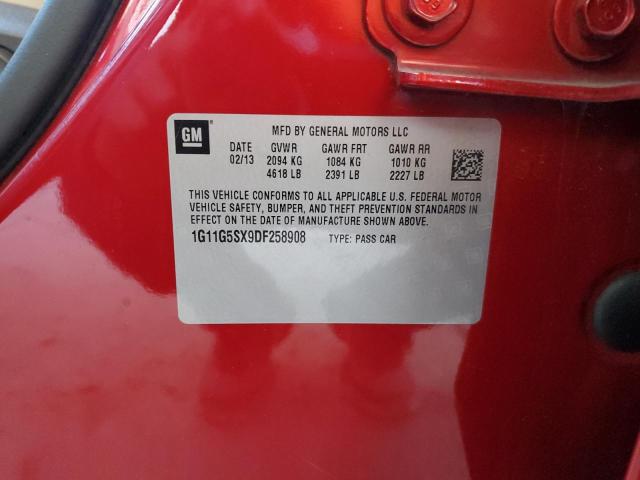 GM
MFD BY GENERAL MOTORS LLC
DATE GVWR GAWR FRT GAWR RR
02/13 2094 KG 1084 KG 1010 KG
4618 LB 2391 LB 2227 LB
THIS VEHICLE CONFORMS TO ALL APPLICABLE U.S. FEDERAL MOTOR
VEHICLE SAFETY, BUMPER, AND THEFT PREVENTION STANDARDS IN
EFFECT ON THE DATE OF MANUFACTURE SHOWN ABOVE.
1G11G5SX9DF258908 TYPE: PASS CAR